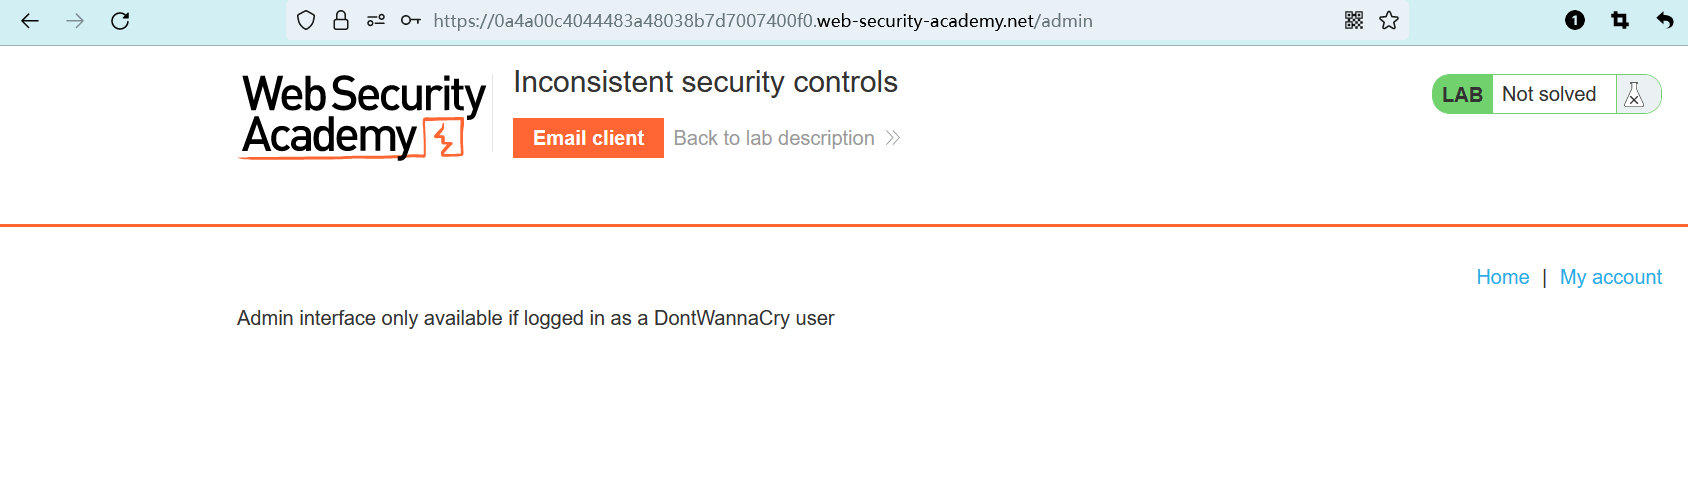 https://0a4a00c4044483a48038b7d7007400f0.web-security-academy.net/admin
1
Web Security
Academy
Inconsistent security controls
Email client
Back to lab description
LAB
Not solved
Home | My account
Admin interface only available if logged in as a DontWannaCry user